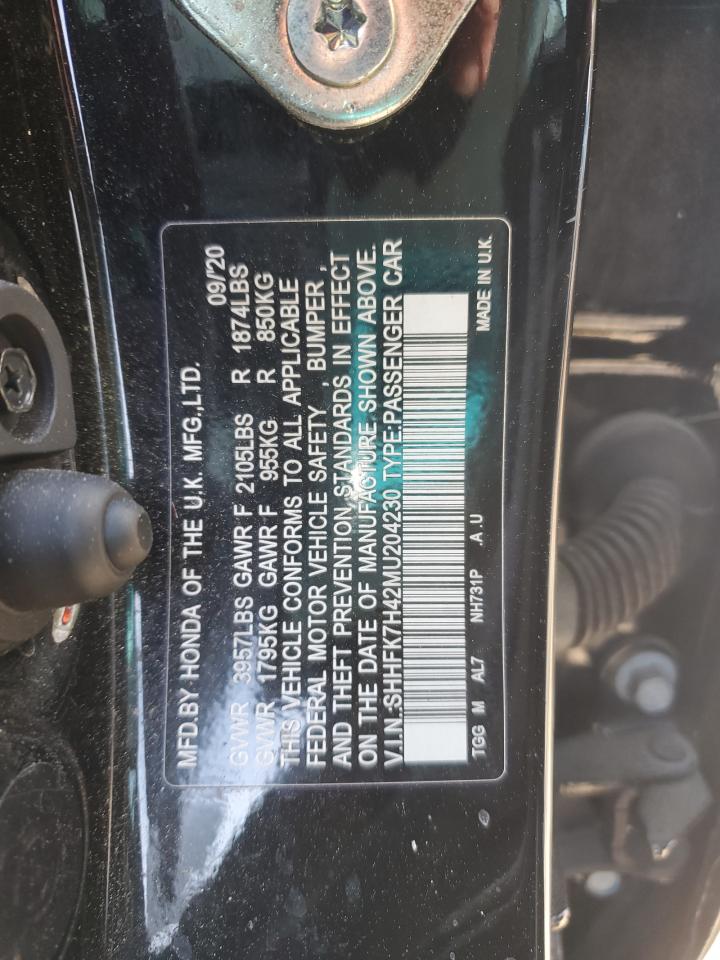 MFD.BY HONDA OF THE U.K. MFG.,LTD. 09/'20
GVWR 3957LBS GAWR F 2105LBS R 1874LBS
GVWR 1795KG GAWR F 955KG R 850KG
THIS VEHICLE CONFORMS TO ALL APPLICABLE
FEDERAL MOTOR VEHICLE SAFETY , BUMPER ,
AND THEFT PREVENTION STANDARDS IN EFFECT
ON THE DATE OF MANUFACTURE SHOWN ABOVE.
V.I.N.:SHHFK7H42MU204230 TYPE:PASSENGER CAR
TGG M AL7 NH731P .A .U MADE IN U.K.